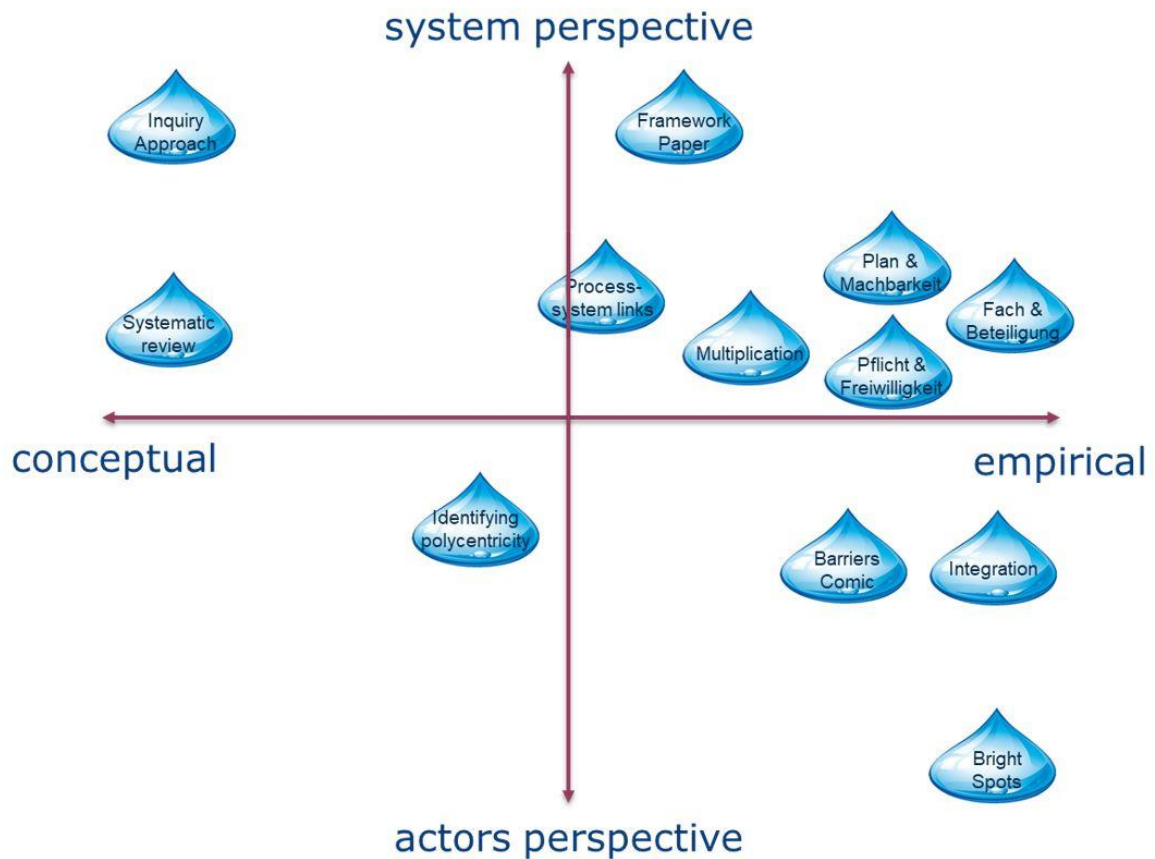 system perspective
Inquiry
Approach
Framework
Paper
Plan &
Machbarkeit
Process-
system links
Fach &
Beteiligung
Systematic
review
Multiplication
Pflicht &
Freiwilligkeit
conceptual
empirical
Identifying
polycentricity
Barriers
Comic
Integration
Bright
Spots
actors perspective